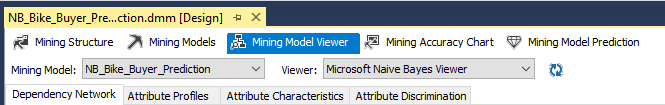 NB_Bike_Buyer_Pre...ction.dmm [Design]
Mining Structure Mining Models Mining Model Viewer Mining Accuracy Chart Mining Model Prediction
Mining Model: NB_Bike_Buyer_Prediction Viewer: Microsoft Naive Bayes Viewer
Dependency Network Attribute Profiles Attribute Characteristics Attribute Discrimination